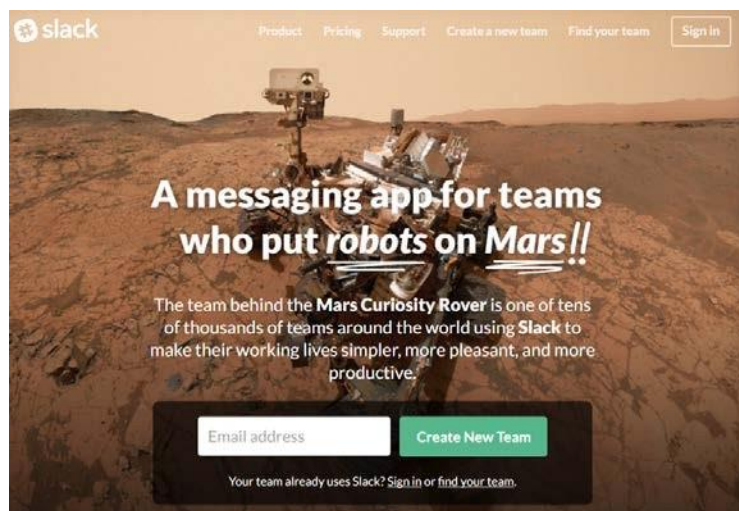 slack
Product Pricing Support Create a new team Find your team Sign in
A messaging app for teams
who put robots on Mars!!
The team behind the Mars Curiosity Rover is one of tens
of thousands of teams around the world using Slack to
make their working lives simpler, more pleasant, and more
productive.
Email address
Create New Team
Your team already uses Slack? Sign in or find your team.